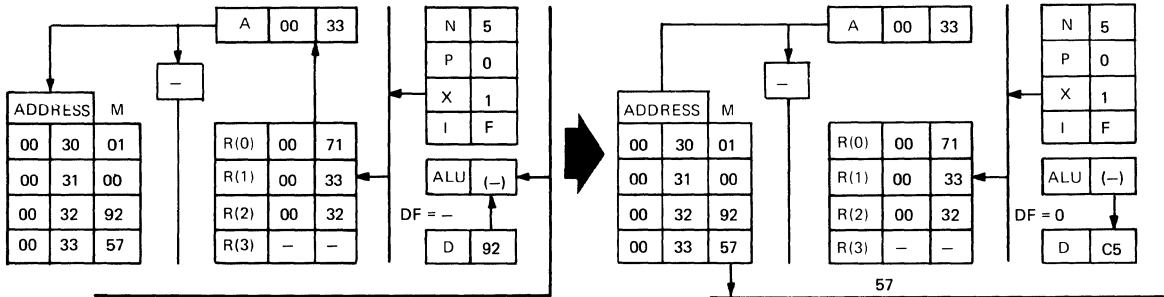 A 00 33
–
ADDRESS M
00 30 01
00 31 00
00 32 92
00 33 57
R(0) 00 71
R(1) 00 33
R(2) 00 32
R(3) – –
N 5
P 0
X 1
I F
ALU (–)
DF = –
D 92
A 00 33
–
ADDRESS M
00 30 01
00 31 00
00 32 92
00 33 57
R(0) 00 71
R(1) 00 33
R(2) 00 32
R(3) – –
N 5
P 0
X 1
I F
ALU (–)
DF = 0
D C5
57